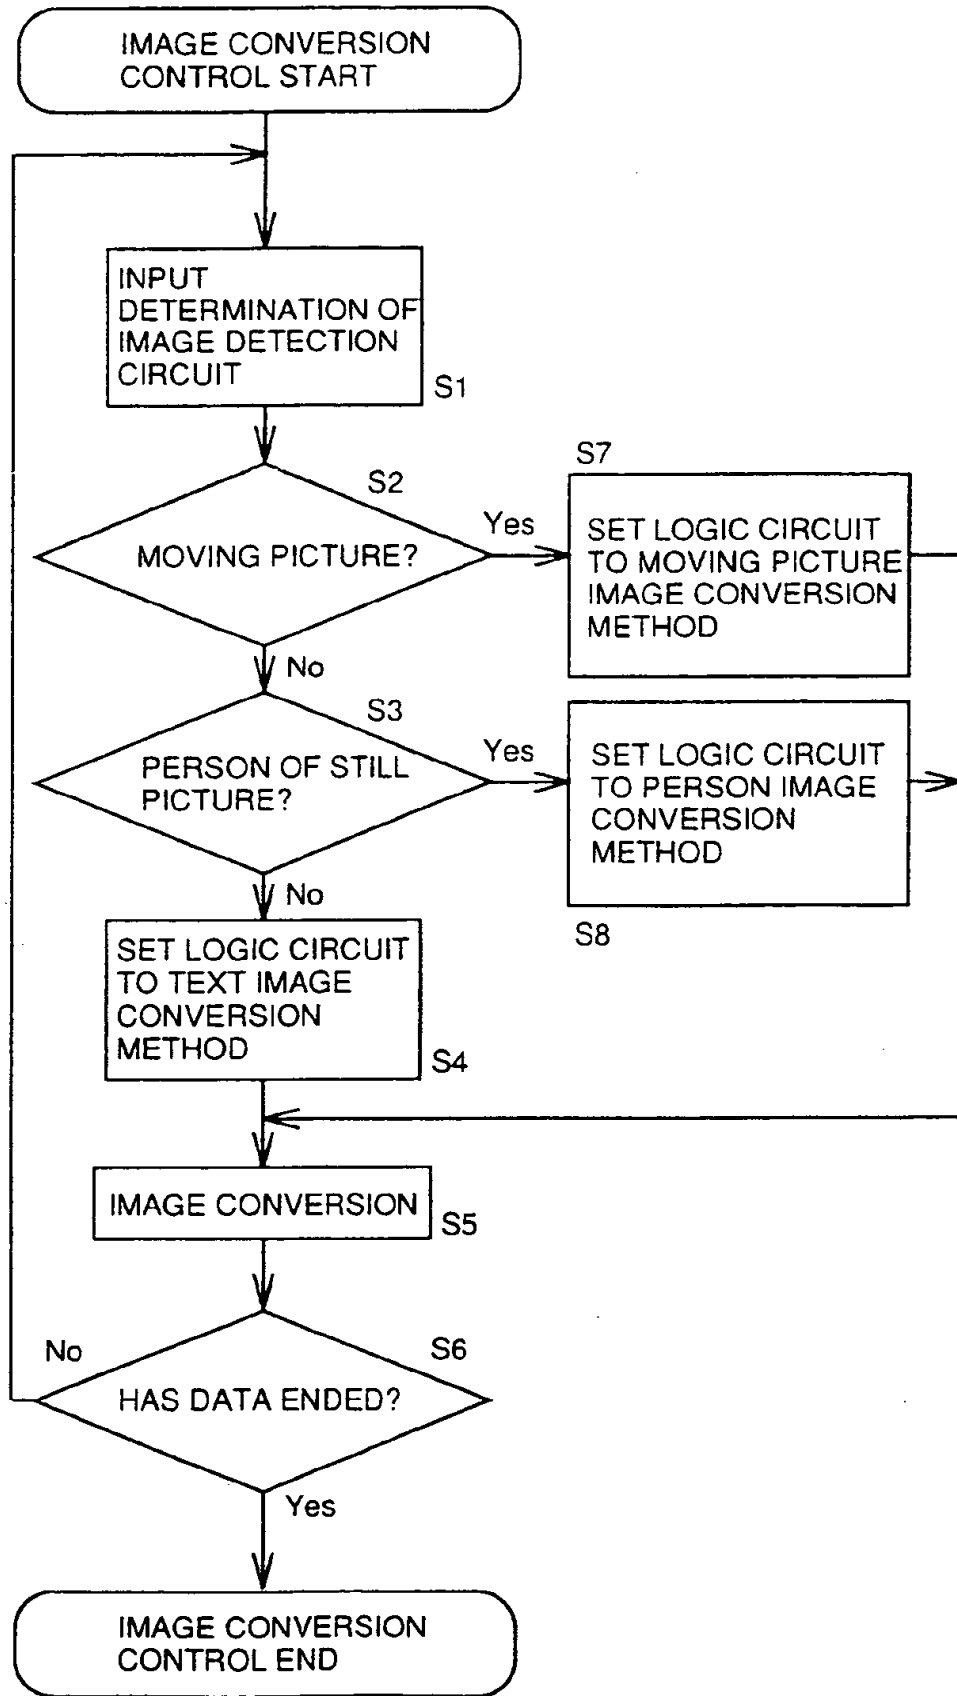 IMAGE CONVERSION
CONTROL START
INPUT
DETERMINATION OF
IMAGE DETECTION
CIRCUIT
S1
S2
MOVING PICTURE?
Yes
No
S7
SET LOGIC CIRCUIT
TO MOVING PICTURE
IMAGE CONVERSION
METHOD
S3
PERSON OF STILL
PICTURE?
Yes
No
SET LOGIC CIRCUIT
TO PERSON IMAGE
CONVERSION
METHOD
S8
SET LOGIC CIRCUIT
TO TEXT IMAGE
CONVERSION
METHOD
S4
IMAGE CONVERSION
S5
No
S6
HAS DATA ENDED?
Yes
IMAGE CONVERSION
CONTROL END